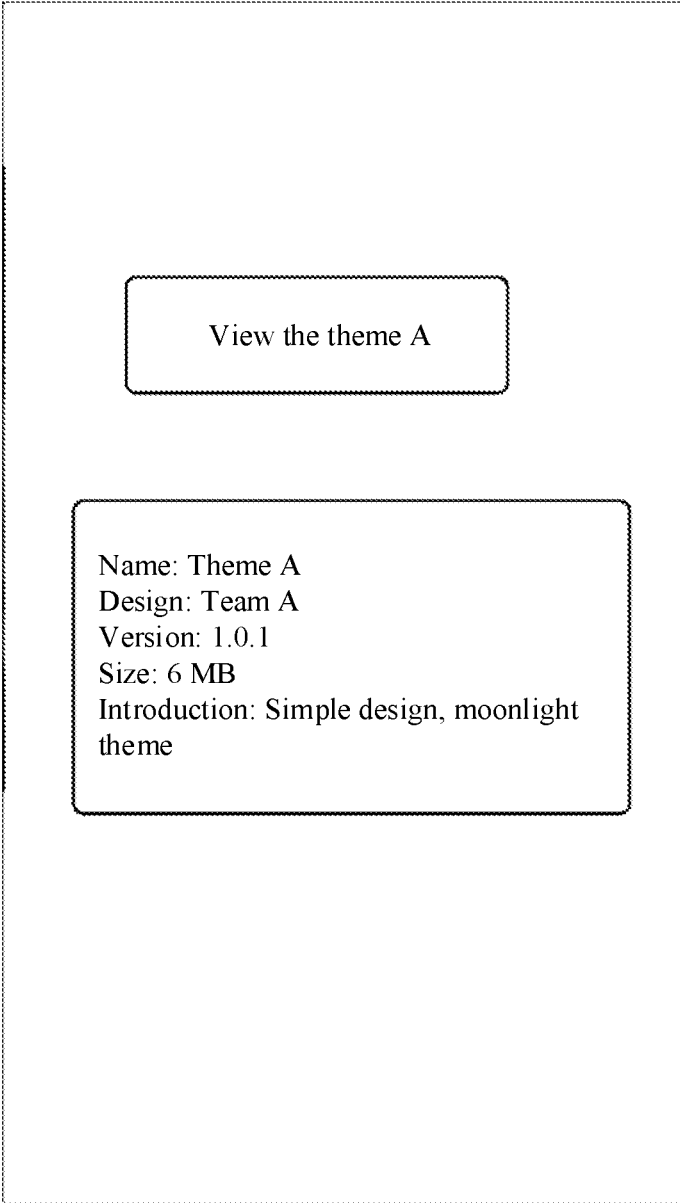 View the theme A
Name: Theme A
Design: Team A
Version: 1.0.1
Size: 6 MB
Introduction: Simple design, moonlight
theme